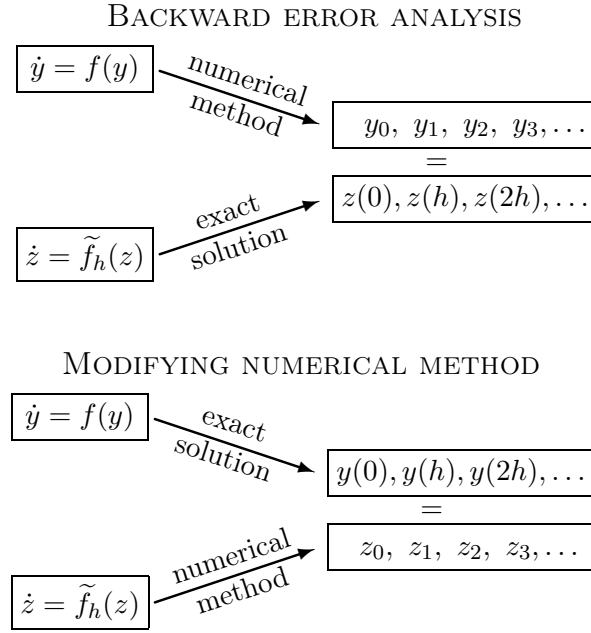 BACKWARD ERROR ANALYSIS
ẏ = f(y)
numerical
method
y₀, y₁, y₂, y₃, …
=
z(0), z(h), z(2h), …
exact
solution
ż = f̃ₕ(z)
MODIFYING NUMERICAL METHOD
ẏ = f(y)
exact
solution
y(0), y(h), y(2h), …
=
z₀, z₁, z₂, z₃, …
numerical
method
ż = f̃ₕ(z)